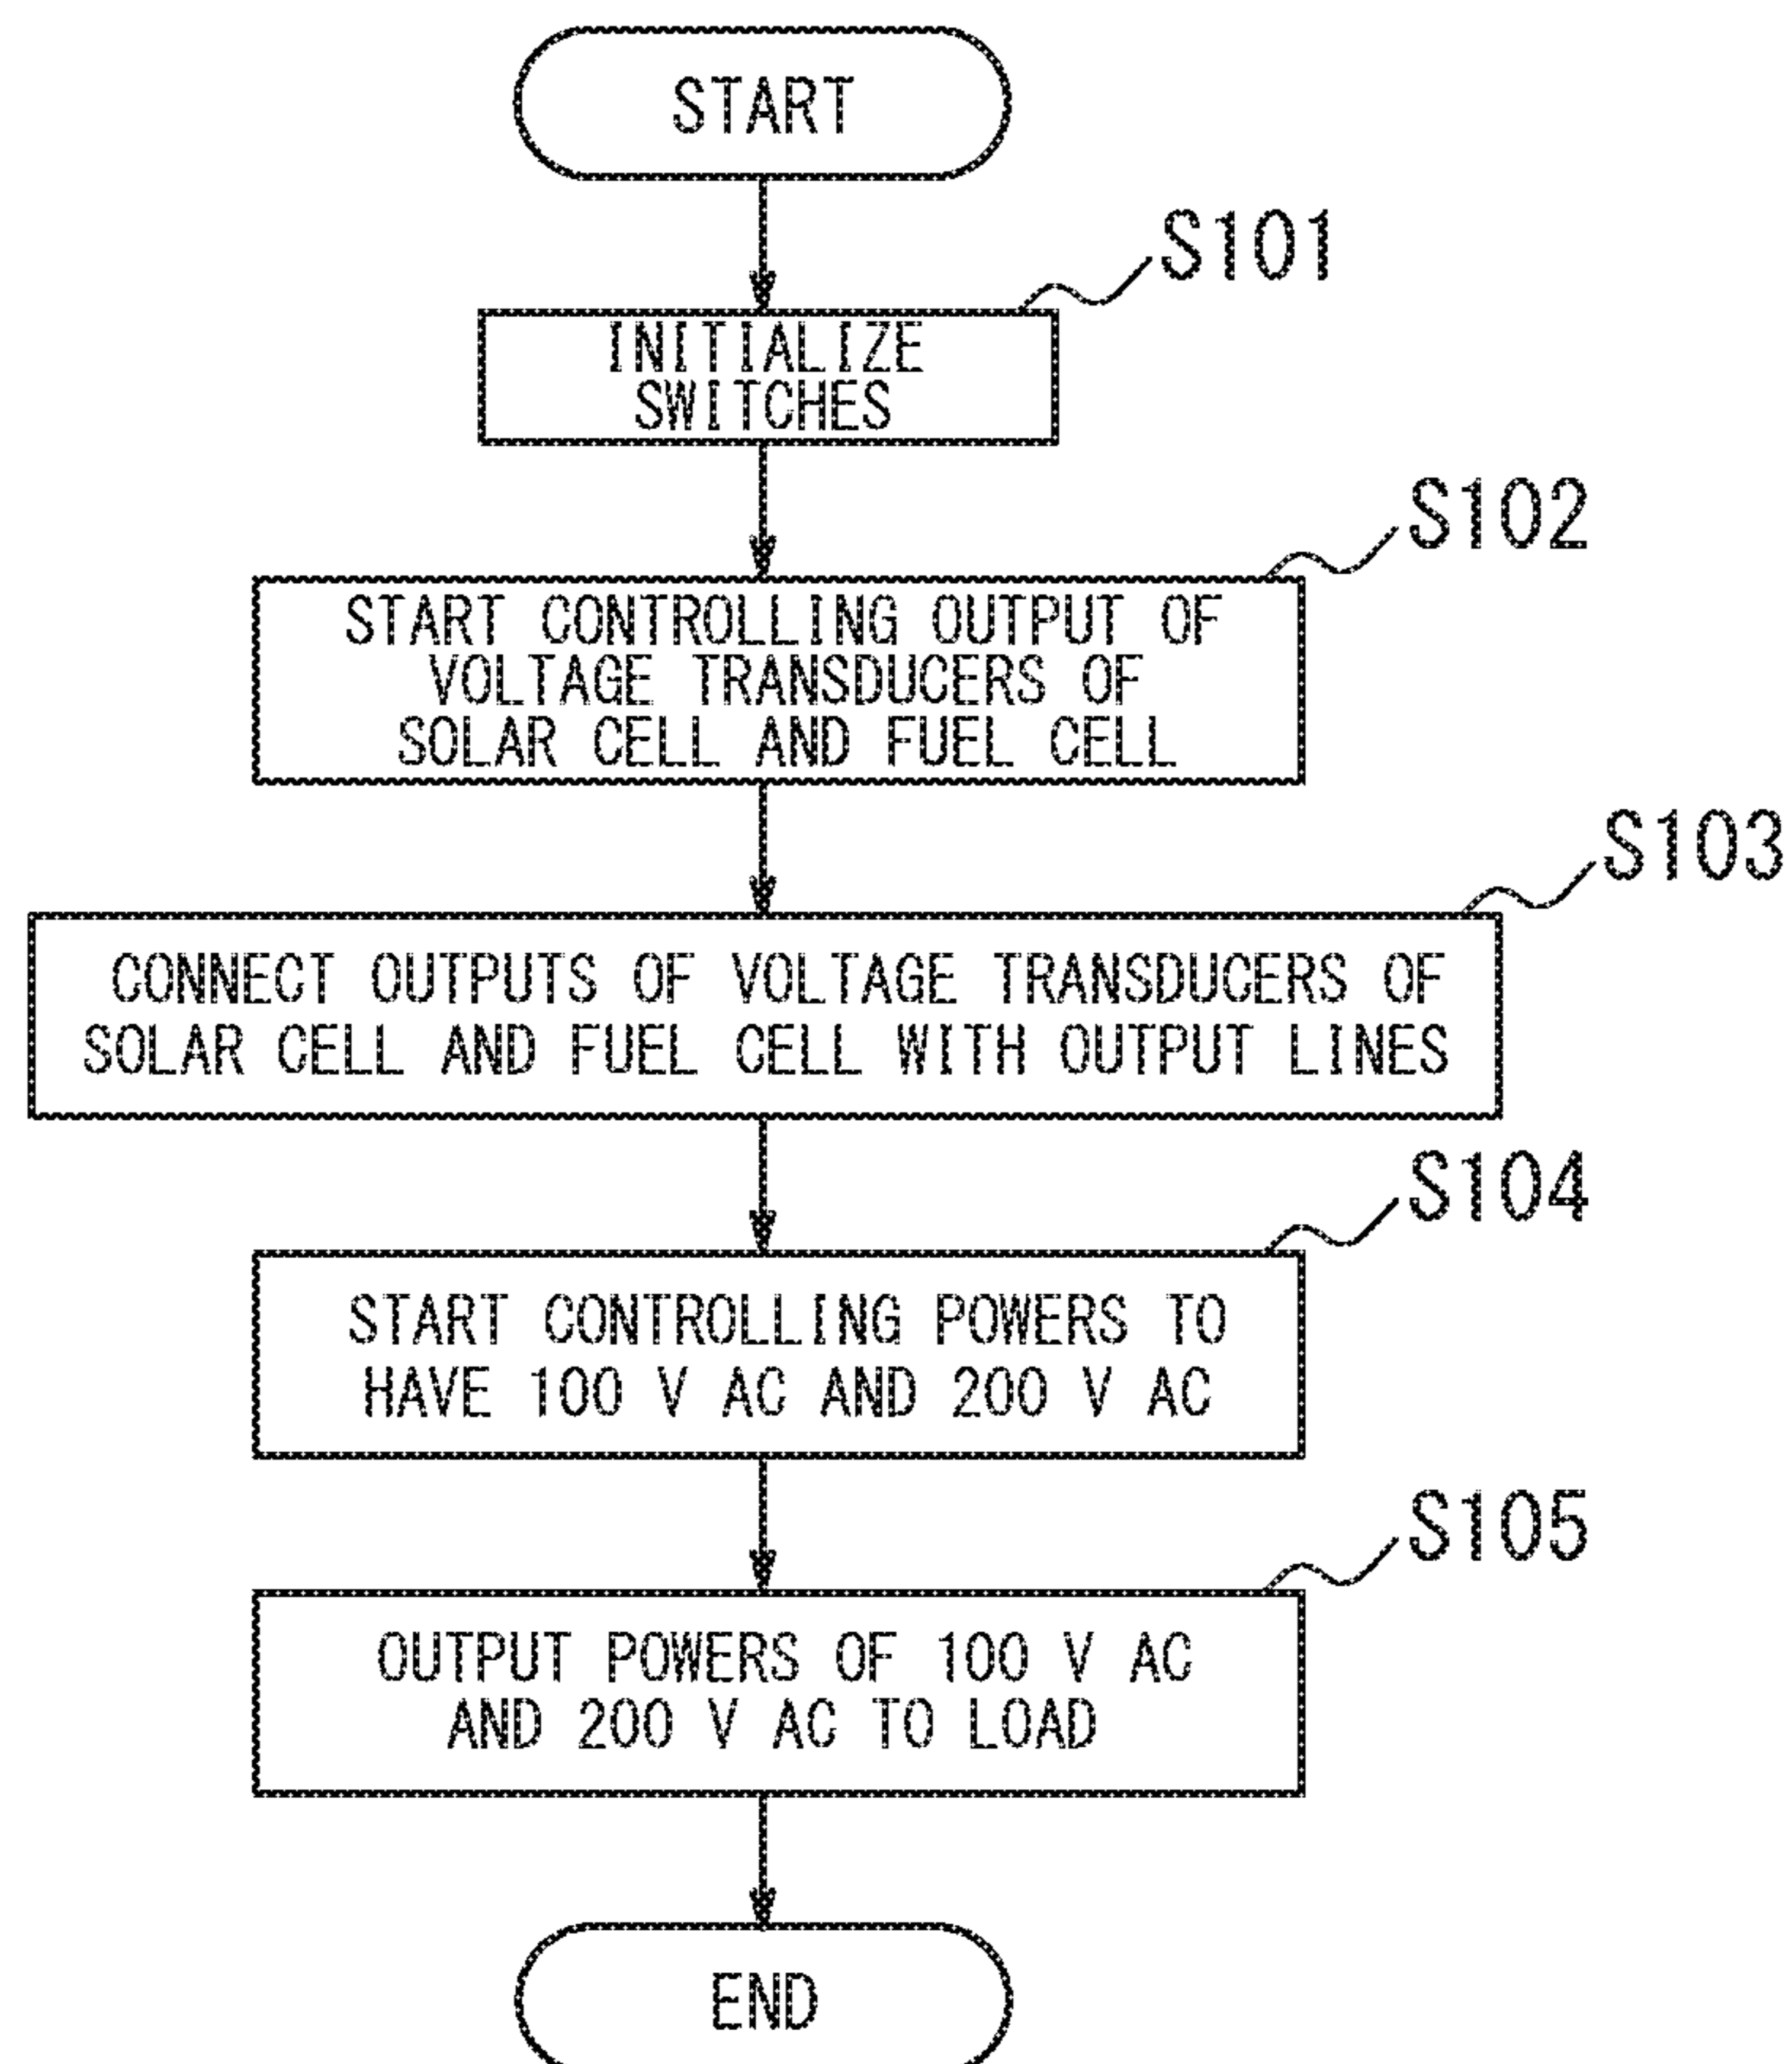 START
S101
INITIALIZE
SWITCHES
S102
START CONTROLLING OUTPUT OF
VOLTAGE TRANSDUCERS OF
SOLAR CELL AND FUEL CELL
S103
CONNECT OUTPUTS OF VOLTAGE TRANSDUCERS OF
SOLAR CELL AND FUEL CELL WITH OUTPUT LINES
S104
START CONTROLLING POWERS TO
HAVE 100 V AC AND 200 V AC
S105
OUTPUT POWERS OF 100 V AC
AND 200 V AC TO LOAD
END